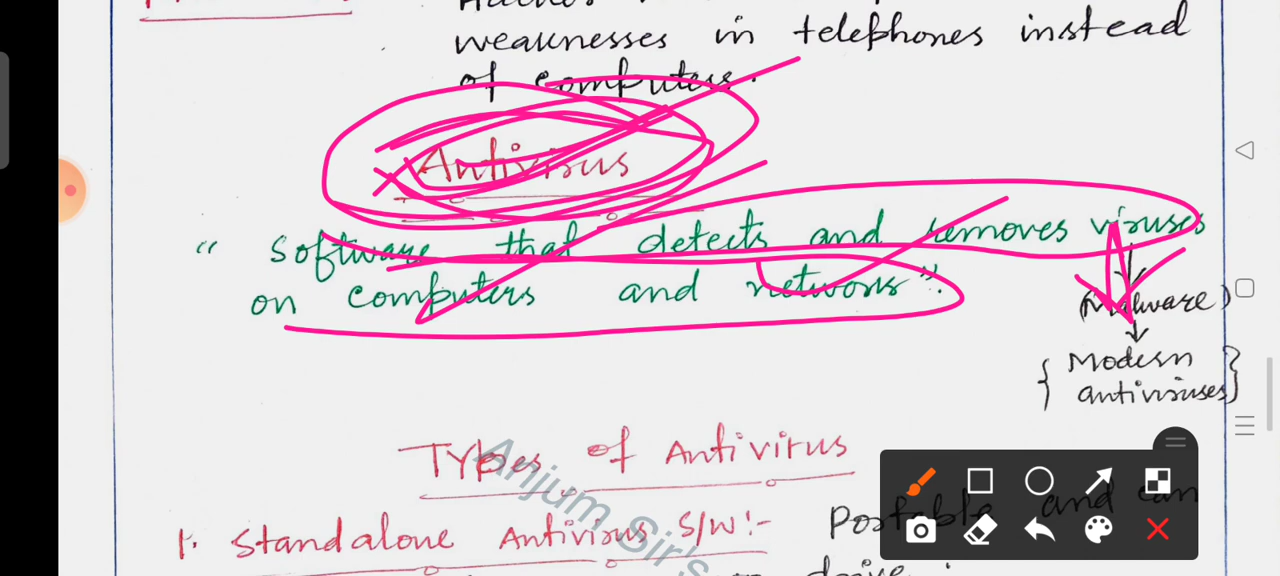 weaknesses in telephones instead
of computers.
Antivirus
" Software that detects and removes viruses
on computers and networks".
(Malware)
{ Modern
antiviruses }
Types of Antivirus
1. Standalone Antivirus S/W:- Portable and can
Anjum Sir's